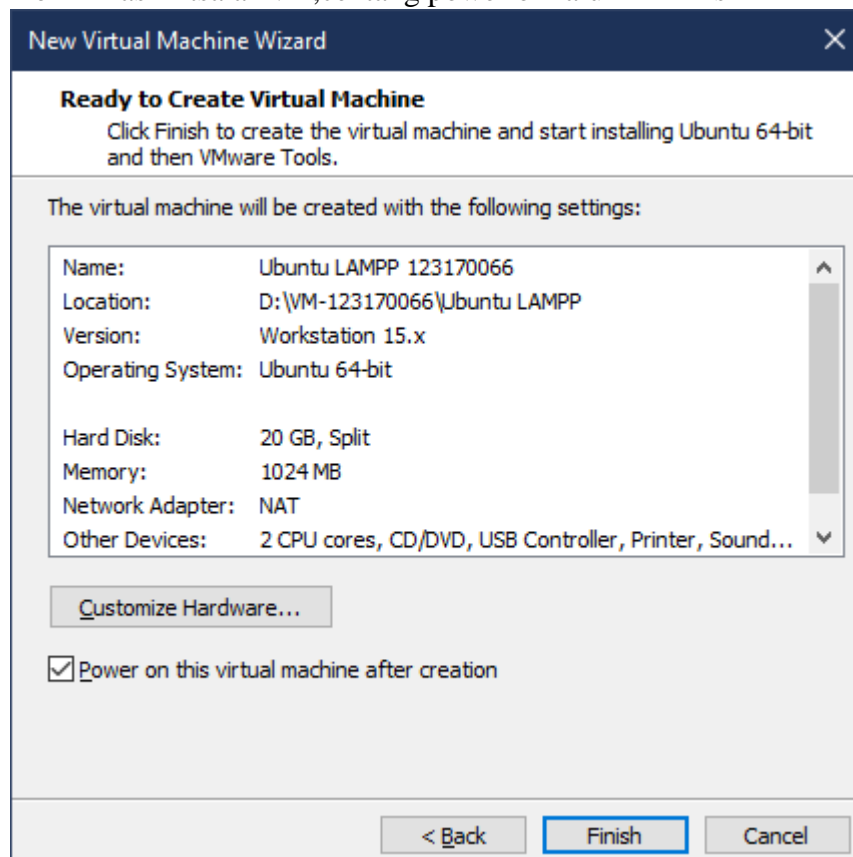 New Virtual Machine Wizard
Ready to Create Virtual Machine
Click Finish to create the virtual machine and start installing Ubuntu 64-bit
and then VMware Tools.
The virtual machine will be created with the following settings:
Name: Ubuntu LAMPP 123170066
Location: D:\VM-123170066\Ubuntu LAMPP
Version: Workstation 15.x
Operating System: Ubuntu 64-bit
Hard Disk: 20 GB, Split
Memory: 1024 MB
Network Adapter: NAT
Other Devices: 2 CPU cores, CD/DVD, USB Controller, Printer, Sound...
Customize Hardware...
Power on this virtual machine after creation
< Back Finish Cancel